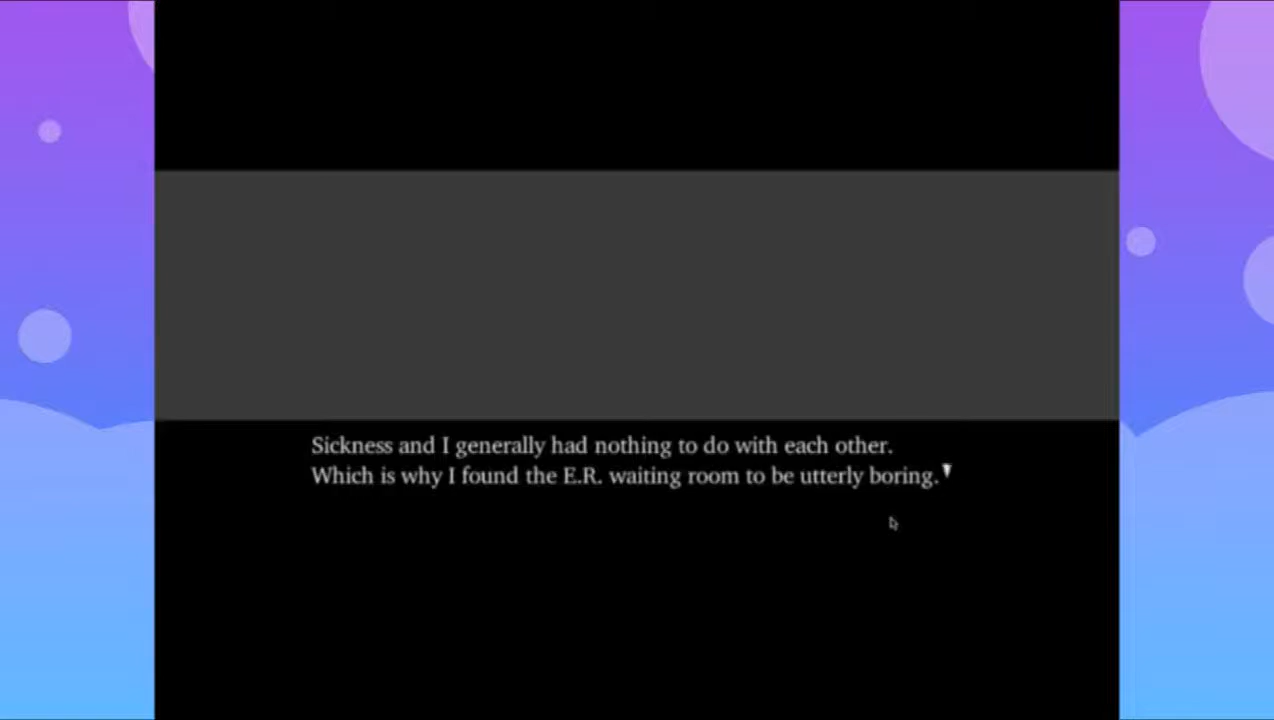 Sickness and I generally had nothing to do with each other.
Which is why I found the E.R. waiting room to be utterly boring.